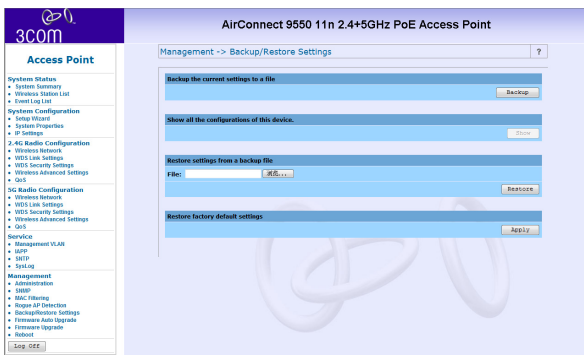 3COM
AirConnect 9550 11n 2.4+5GHz PoE Access Point
Access Point
System Status
System Summary
Wireless Station List
Event Log List
System Configuration
Setup Wizard
System Properties
IP Settings
2.4G Radio Configuration
Wireless Network
WDS Link Settings
WDS Security Settings
Wireless Advanced Settings
QoS
5G Radio Configuration
Wireless Network
WDS Link Settings
WDS Security Settings
Wireless Advanced Settings
QoS
Service
Management VLAN
IAPP
SNTP
SysLog
Management
Administration
SNMP
MAC Filtering
Rogue AP Detection
Backup/Restore Settings
Firmware Auto Upgrade
Firmware Upgrade
Reboot
Log Off
Management -> Backup/Restore Settings ?
Backup the current settings to a file
Backup
Show all the configurations of this device.
Show
Restore settings from a backup file
File: 浏览...
Restore
Restore factory default settings
Apply